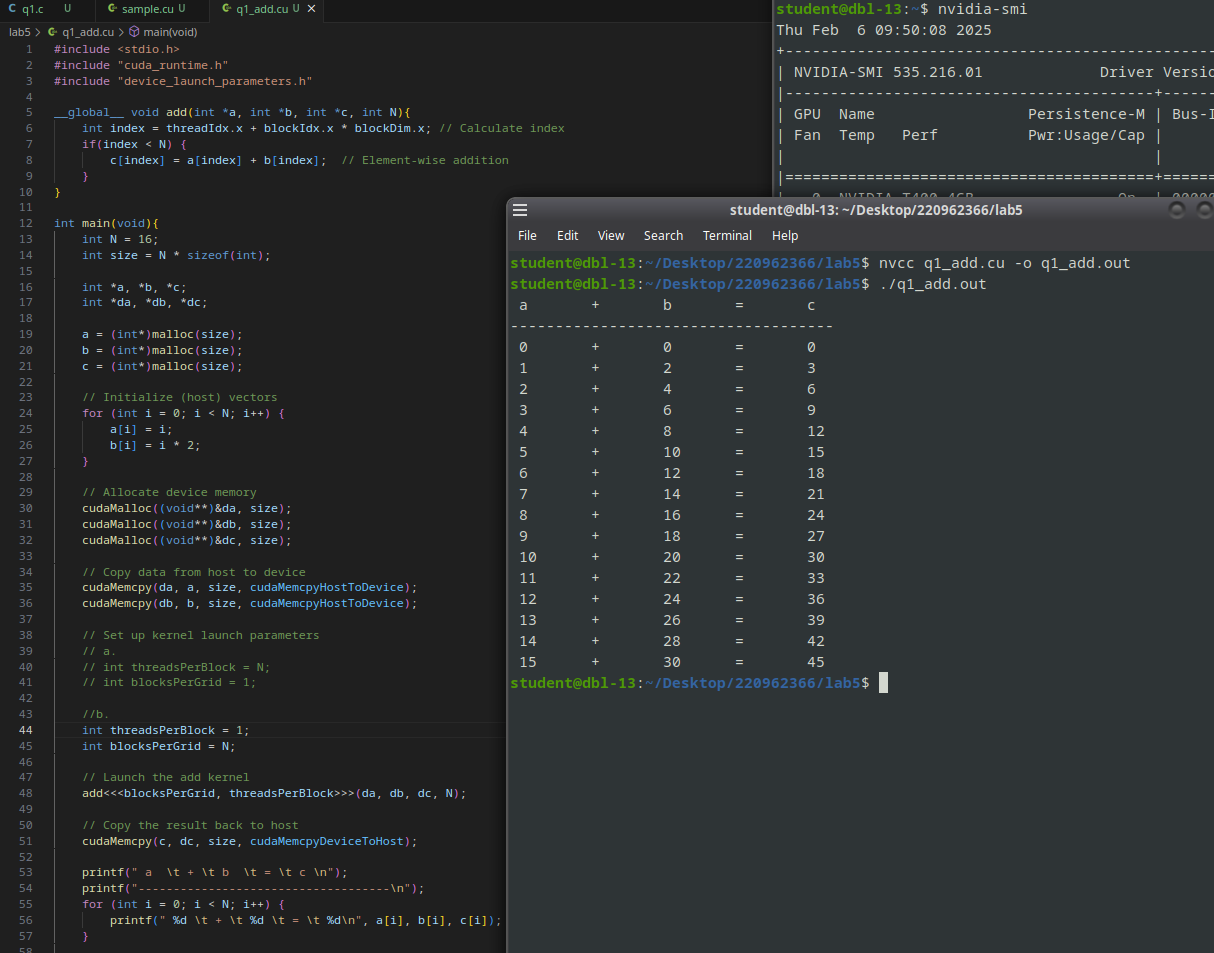 C q1.c U sample.cu U q1_add.cu U ×
lab5 > q1_add.cu > main(void)
1 #include <stdio.h>
2 #include "cuda_runtime.h"
3 #include "device_launch_parameters.h"
4
5 __global__ void add(int *a, int *b, int *c, int N){
6 int index = threadIdx.x + blockIdx.x * blockDim.x; // Calculate index
7 if(index < N) {
8 c[index] = a[index] + b[index]; // Element-wise addition
9 }
10 }
11
12 int main(void){
13 int N = 16;
14 int size = N * sizeof(int);
15
16 int *a, *b, *c;
17 int *da, *db, *dc;
18
19 a = (int*)malloc(size);
20 b = (int*)malloc(size);
21 c = (int*)malloc(size);
22
23 // Initialize (host) vectors
24 for (int i = 0; i < N; i++) {
25 a[i] = i;
26 b[i] = i * 2;
27 }
28
29 // Allocate device memory
30 cudaMalloc((void**)&da, size);
31 cudaMalloc((void**)&db, size);
32 cudaMalloc((void**)&dc, size);
33
34 // Copy data from host to device
35 cudaMemcpy(da, a, size, cudaMemcpyHostToDevice);
36 cudaMemcpy(db, b, size, cudaMemcpyHostToDevice);
37
38 // Set up kernel launch parameters
39 // a.
40 // int threadsPerBlock = N;
41 // int blocksPerGrid = 1;
42
43 //b.
44 int threadsPerBlock = 1;
45 int blocksPerGrid = N;
46
47 // Launch the add kernel
48 add<<<blocksPerGrid, threadsPerBlock>>>(da, db, dc, N);
49
50 // Copy the result back to host
51 cudaMemcpy(c, dc, size, cudaMemcpyDeviceToHost);
52
53 printf(" a \t + \t b \t = \t c \n");
54 printf("------------------------------------\n");
55 for (int i = 0; i < N; i++) {
56 printf(" %d \t + \t %d \t = \t %d\n", a[i], b[i], c[i]);
57 }
58
student@dbl-13:~$ nvidia-smi
Thu Feb  6 09:50:08 2025
+------------------------------------------------
| NVIDIA-SMI 535.216.01 Driver Versio
|-----------------------------------------+------
| GPU Name Persistence-M | Bus-I
| Fan Temp Perf Pwr:Usage/Cap |
| |
|=========================================+======
| 0 NVIDIA T400 4GB On | 00000
student@dbl-13: ~/Desktop/220962366/lab5
File Edit View Search Terminal Help
student@dbl-13:~/Desktop/220962366/lab5$ nvcc q1_add.cu -o q1_add.out
student@dbl-13:~/Desktop/220962366/lab5$ ./q1_add.out
a + b = c
------------------------------------
0 + 0 = 0
1 + 2 = 3
2 + 4 = 6
3 + 6 = 9
4 + 8 = 12
5 + 10 = 15
6 + 12 = 18
7 + 14 = 21
8 + 16 = 24
9 + 18 = 27
10 + 20 = 30
11 + 22 = 33
12 + 24 = 36
13 + 26 = 39
14 + 28 = 42
15 + 30 = 45
student@dbl-13:~/Desktop/220962366/lab5$